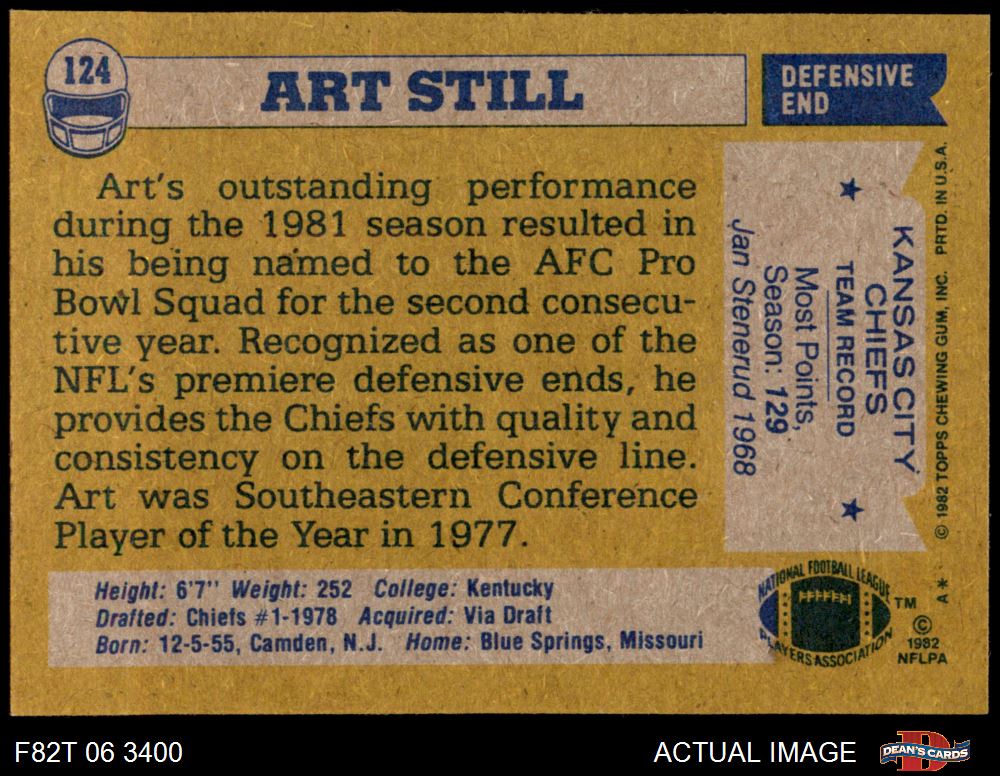 124
ART STILL
DEFENSIVE
END
Art's outstanding performance
during the 1981 season resulted in
his being named to the AFC Pro
Bowl Squad for the second consecu-
tive year. Recognized as one of the
NFL's premiere defensive ends, he
provides the Chiefs with quality and
consistency on the defensive line.
Art was Southeastern Conference
Player of the Year in 1977.
KANSAS CITY
CHIEFS
★ TEAM RECORD ★
Most Points,
Season: 129
Jan Stenerud 1968
© 1982 TOPPS CHEWING GUM, INC. PRTD. IN U.S.A.
Height: 6'7" Weight: 252 College: Kentucky
Drafted: Chiefs #1-1978 Acquired: Via Draft
Born: 12-5-55, Camden, N.J. Home: Blue Springs, Missouri
NATIONAL FOOTBALL LEAGUE
PLAYERS ASSOCIATION
TM
©
1982
NFLPA
A*
F82T 06 3400
ACTUAL IMAGE
D
DEAN'S CARDS